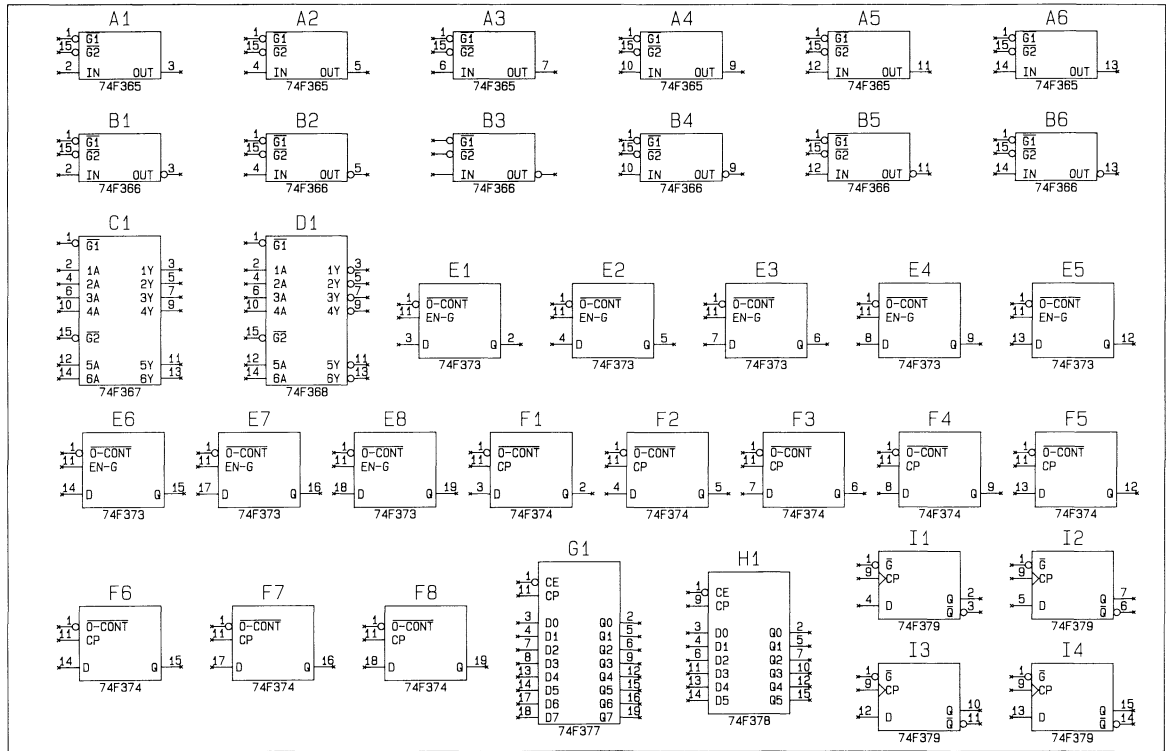 A1 A2 A3 A4 A5 A6
1 G1 1 G1 1 G1 1 G1 1 G1 1 G1
15 G2 15 G2 15 G2 15 G2 15 G2 15 G2
2 IN OUT 3 4 IN OUT 5 6 IN OUT 7 10 IN OUT 9 12 IN OUT 11 14 IN OUT 13
74F365 74F365 74F365 74F365 74F365 74F365
B1 B2 B3 B4 B5 B6
1 G1 1 G1 G1 1 G1 1 G1 1 G1
15 G2 15 G2 G2 15 G2 15 G2 15 G2
2 IN OUT 3 4 IN OUT 5 IN OUT 10 IN OUT 9 12 IN OUT 11 14 IN OUT 13
74F366 74F366 74F366 74F366 74F366 74F366
C1 D1
1 G1 1 G1
2 1A 1Y 3 2 1A 1Y 3
4 2A 2Y 5 4 2A 2Y 5
6 3A 3Y 7 6 3A 3Y 7
10 4A 4Y 9 10 4A 4Y 9
15 G2 15 G2
12 5A 5Y 11 12 5A 5Y 11
14 6A 6Y 13 14 6A 6Y 13
74F367 74F368
E1 E2 E3 E4 E5
1 O-CONT 1 O-CONT 1 O-CONT 1 O-CONT 1 O-CONT
11 EN-G 11 EN-G 11 EN-G 11 EN-G 11 EN-G
3 D Q 2 4 D Q 5 7 D Q 6 8 D Q 9 13 D Q 12
74F373 74F373 74F373 74F373 74F373
E6 E7 E8 F1 F2 F3 F4 F5
1 O-CONT 1 O-CONT 1 O-CONT 1 O-CONT 1 O-CONT 1 O-CONT 1 O-CONT 1 O-CONT
11 EN-G 11 EN-G 11 EN-G 11 CP 11 CP 11 CP 11 CP 11 CP
14 D Q 15 17 D Q 16 18 D Q 19 3 D Q 2 4 D Q 5 7 D Q 6 8 D Q 9 13 D Q 12
74F373 74F373 74F373 74F374 74F374 74F374 74F374 74F374
F6 F7 F8
1 O-CONT 1 O-CONT 1 O-CONT
11 CP 11 CP 11 CP
14 D Q 15 17 D Q 16 18 D Q 19
74F374 74F374 74F374
G1
1 CE
11 CP
3 D0 Q0 2
4 D1 Q1 5
7 D2 Q2 6
8 D3 Q3 9
13 D4 Q4 12
14 D5 Q5 15
17 D6 Q6 16
18 D7 Q7 19
74F377
H1
1 CE
9 CP
3 D0 Q0 2
4 D1 Q1 5
6 D2 Q2 7
11 D3 Q3 10
13 D4 Q4 12
14 D5 Q5 15
74F378
I1 I2
1 G 1 G
9 CP 9 CP
4 D Q 2 5 D Q 7
Q 3 Q 6
74F379 74F379
I3 I4
1 G 1 G
9 CP 9 CP
12 D Q 10 13 D Q 15
Q 11 Q 14
74F379 74F379